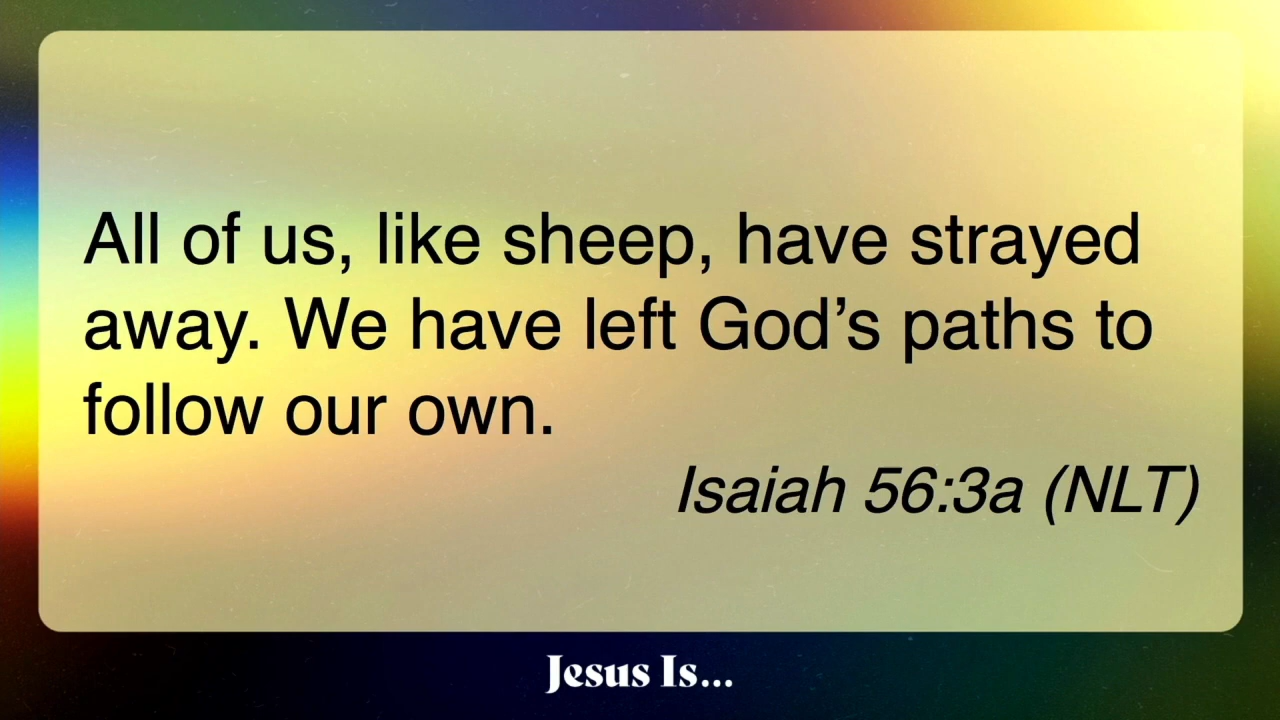 All of us, like sheep, have strayed
away. We have left God’s paths to
follow our own.
Isaiah 56:3a (NLT)
Jesus Is...